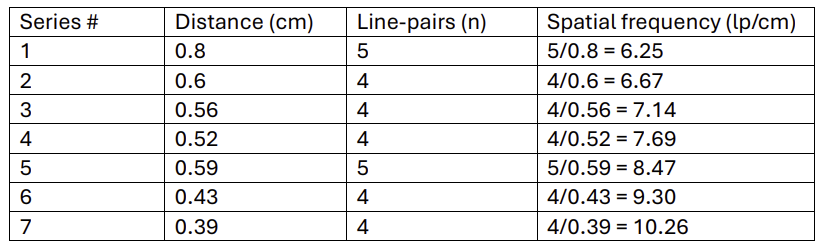 Series # Distance (cm) Line-pairs (n) Spatial frequency (lp/cm)
1 0.8 5 5/0.8 = 6.25
2 0.6 4 4/0.6 = 6.67
3 0.56 4 4/0.56 = 7.14
4 0.52 4 4/0.52 = 7.69
5 0.59 5 5/0.59 = 8.47
6 0.43 4 4/0.43 = 9.30
7 0.39 4 4/0.39 = 10.26